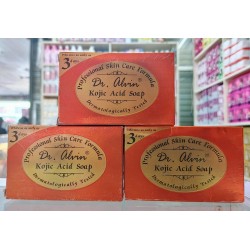 3
Professional Skin Care Formula
Dr. Alvin®
Kojic Acid Soap
Dermatologically Tested
3
Professional Skin Care Formula
Dr. Alvin®
Kojic Acid Soap
Dermatologically Tested
3
Professional Skin Care Formula
Dr. Alvin®
Kojic Acid Soap
Dermatologically Tested